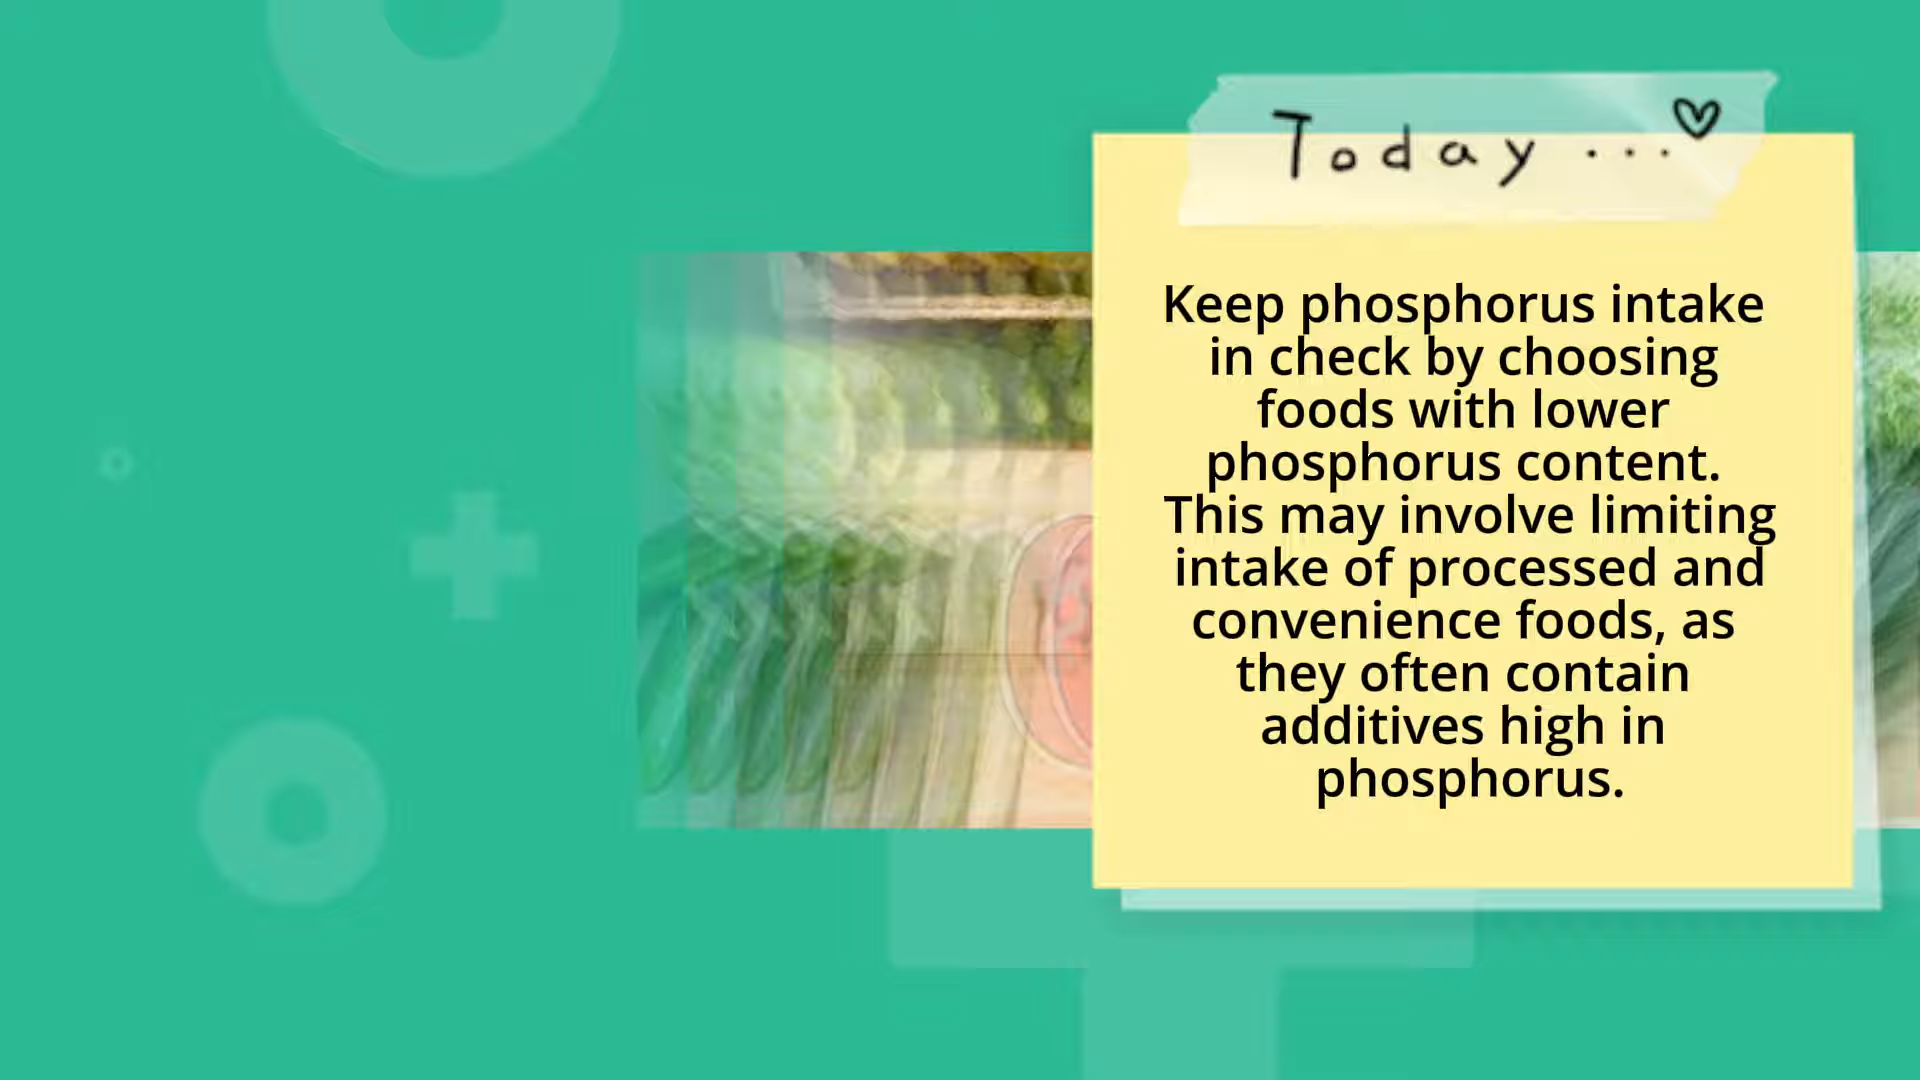 Today ...
Keep phosphorus intake
in check by choosing
foods with lower
phosphorus content.
This may involve limiting
intake of processed and
convenience foods, as
they often contain
additives high in
phosphorus.